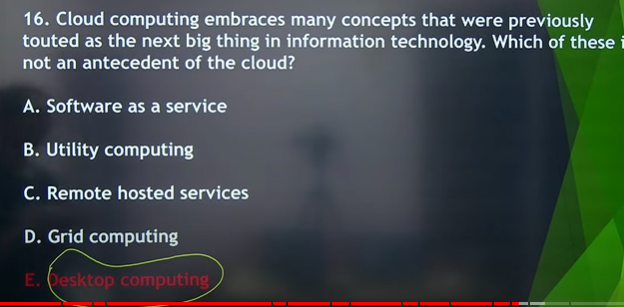 16. Cloud computing embraces many concepts that were previously
touted as the next big thing in information technology. Which of these i
not an antecedent of the cloud?
A. Software as a service
B. Utility computing
C. Remote hosted services
D. Grid computing
E. Desktop computing